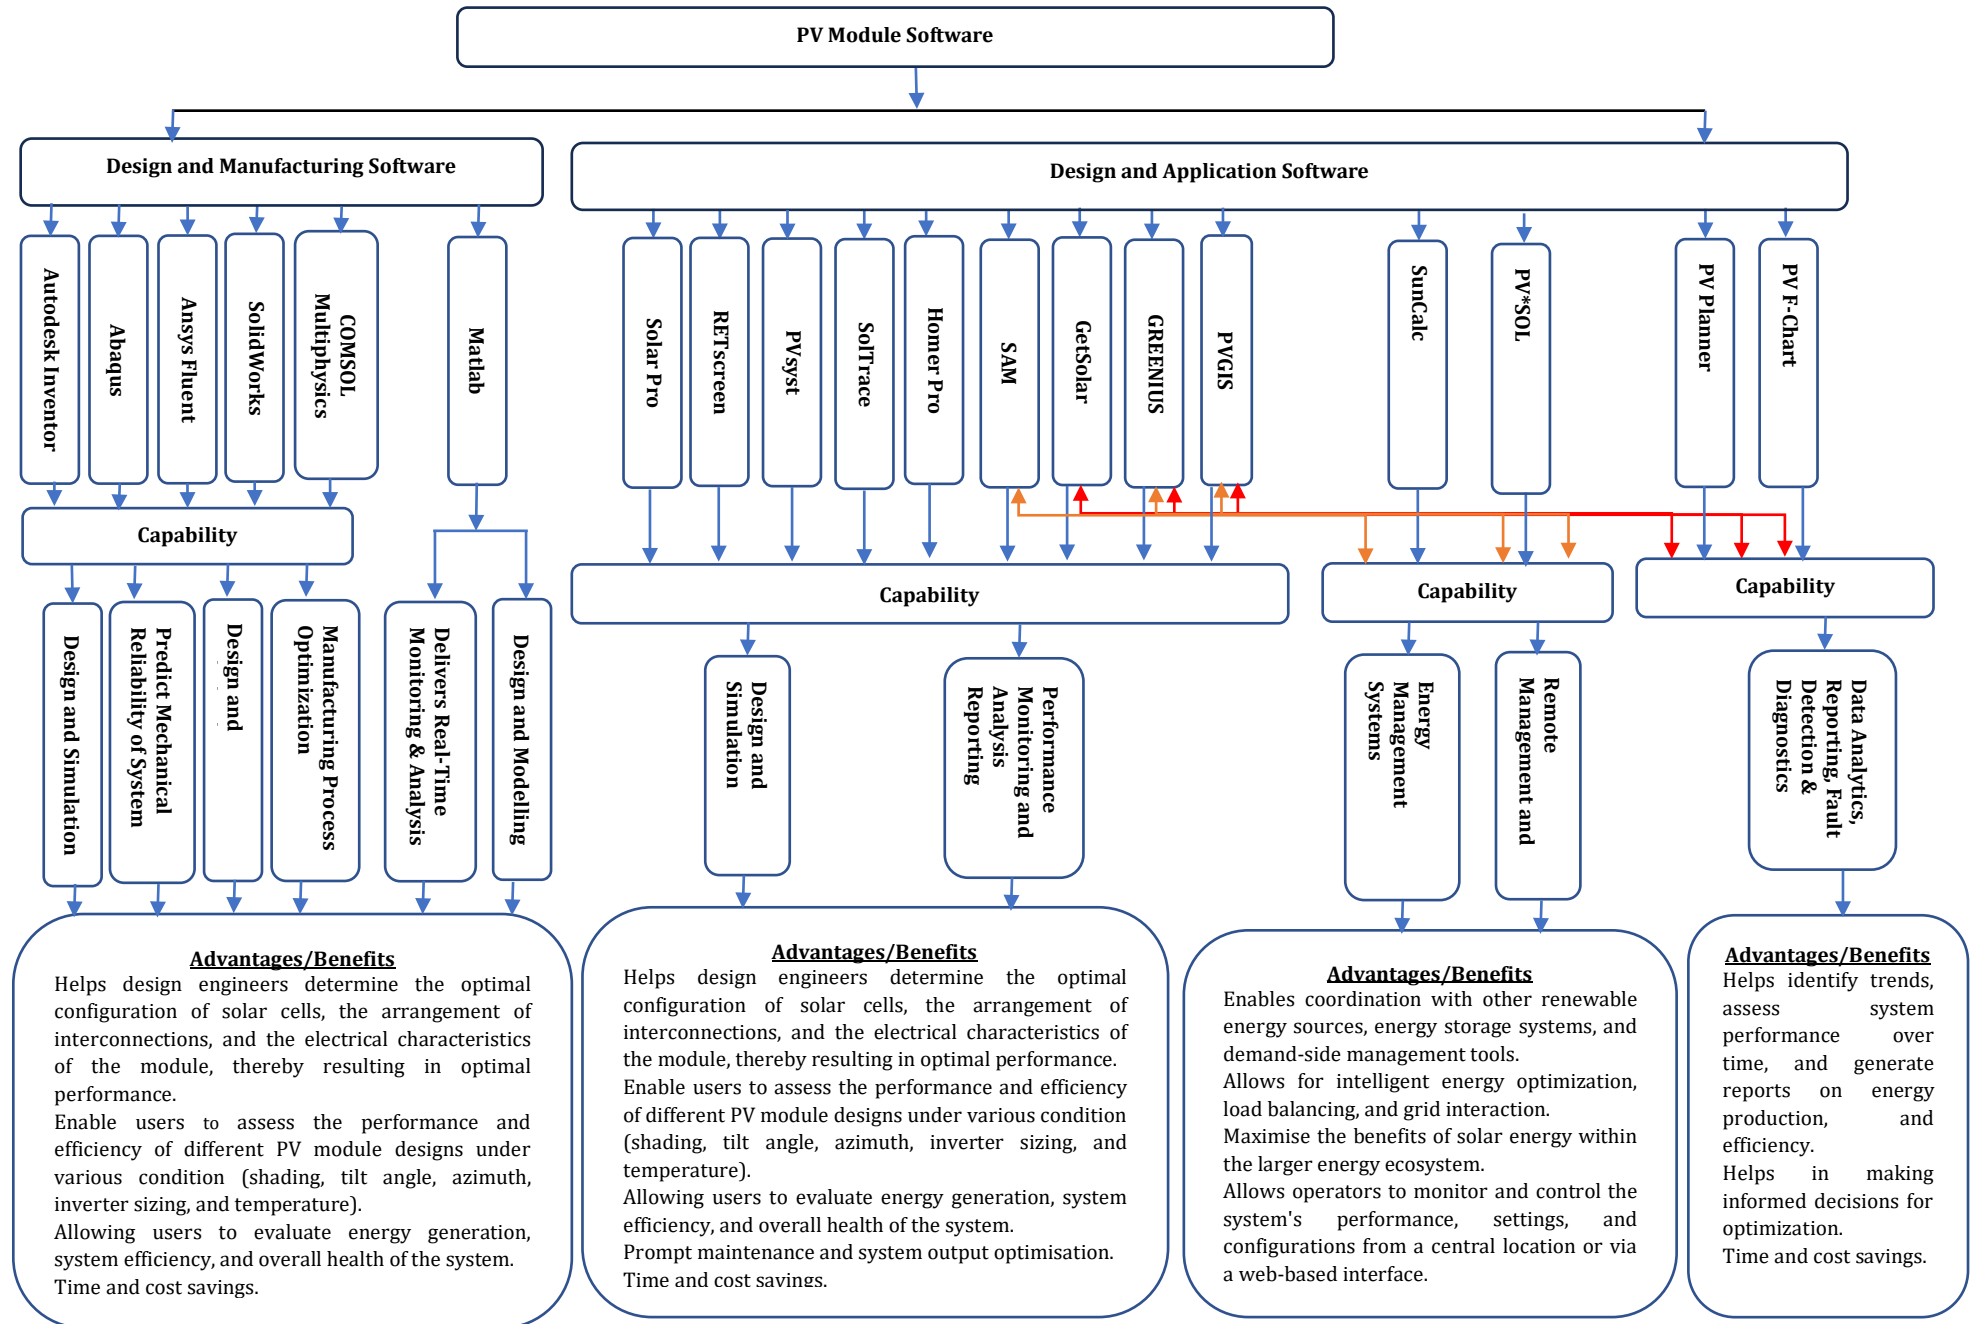 PV Module Software
Design and Manufacturing Software
Design and Application Software
Autodesk Inventor
Abaqus
Ansys Fluent
SolidWorks
COMSOL
Multiphysics
Matlab
Solar Pro
RETscreen
PVsyst
SolTrace
Homer Pro
SAM
GetSolar
GREENIUS
PVGIS
SunCalc
PV*SOL
PV Planner
PV F-Chart
Capability
Capability
Capability
Capability
Design and Simulation
Predict Mechanical
Reliability of System
Design and
Manufacturing Process
Optimization
Delivers Real-Time
Monitoring & Analysis
Design and Modelling
Design and
Simulation
Performance
Monitoring and
Analysis
Reporting
Energy
Management
Systems
Remote
Management and
Data Analytics,
Reporting, Fault
Detection &
Diagnostics
Advantages/Benefits
Helps design engineers determine the optimal
configuration of solar cells, the arrangement of
interconnections, and the electrical characteristics
of the module, thereby resulting in optimal
performance.
Enable users to assess the performance and
efficiency of different PV module designs under
various condition (shading, tilt angle, azimuth,
inverter sizing, and temperature).
Allowing users to evaluate energy generation,
system efficiency, and overall health of the system.
Time and cost savings.
Advantages/Benefits
Helps design engineers determine the optimal
configuration of solar cells, the arrangement of
interconnections, and the electrical characteristics of
the module, thereby resulting in optimal performance.
Enable users to assess the performance and efficiency
of different PV module designs under various condition
(shading, tilt angle, azimuth, inverter sizing, and
temperature).
Allowing users to evaluate energy generation, system
efficiency, and overall health of the system.
Prompt maintenance and system output optimisation.
Time and cost savings.
Advantages/Benefits
Enables coordination with other renewable
energy sources, energy storage systems, and
demand-side management tools.
Allows for intelligent energy optimization,
load balancing, and grid interaction.
Maximise the benefits of solar energy within
the larger energy ecosystem.
Allows operators to monitor and control the
system's performance, settings, and
configurations from a central location or via
a web-based interface.
Advantages/Benefits
Helps identify trends,
assess system
performance over
time, and generate
reports on energy
production, and
efficiency.
Helps in making
informed decisions for
optimization.
Time and cost savings.